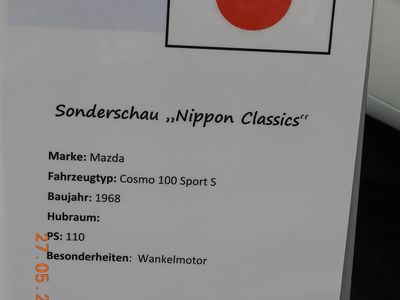 Sonderschau „Nippon Classics“
Marke: Mazda
Fahrzeugtyp: Cosmo 100 Sport S
Baujahr: 1968
Hubraum:
PS: 110
Besonderheiten: Wankelmotor
27.05.2